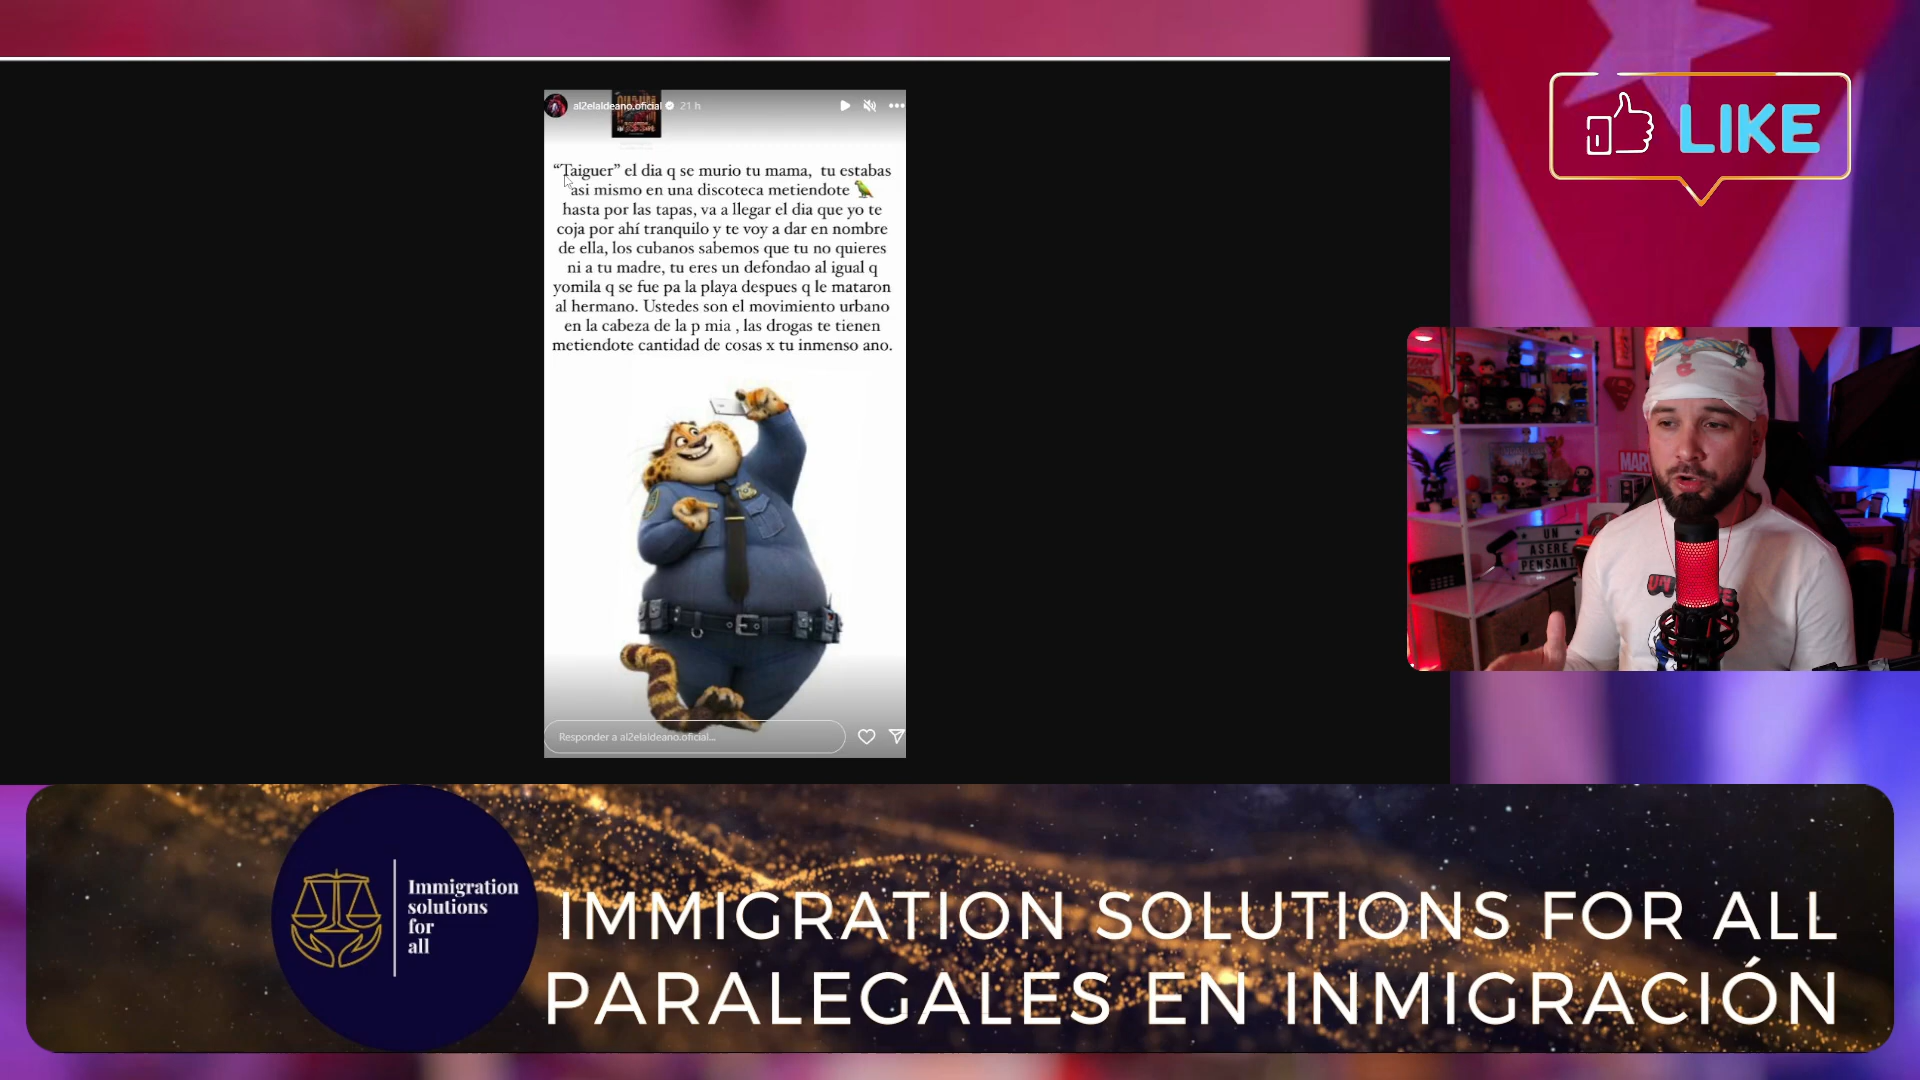 al2elaldeano.oficial 21 h
“Taiguer” el dia q se murio tu mama, tu estabas
asi mismo en una discoteca metiendote
hasta por las tapas, va a llegar el dia que yo te
coja por ahí tranquilo y te voy a dar en nombre
de ella, los cubanos sabemos que tu no quieres
ni a tu madre, tu eres un defondao al igual q
yomila q se fue pa la playa despues q le mataron
al hermano. Ustedes son el movimiento urbano
en la cabeza de la p mia , las drogas te tienen
metiendote cantidad de cosas x tu inmenso ano.
Responder a al2elaldeano.oficial...
LIKE
UN
ASERE
PENSANT
Immigration
solutions
for
all
IMMIGRATION SOLUTIONS FOR ALL
PARALEGALES EN INMIGRACIÓN